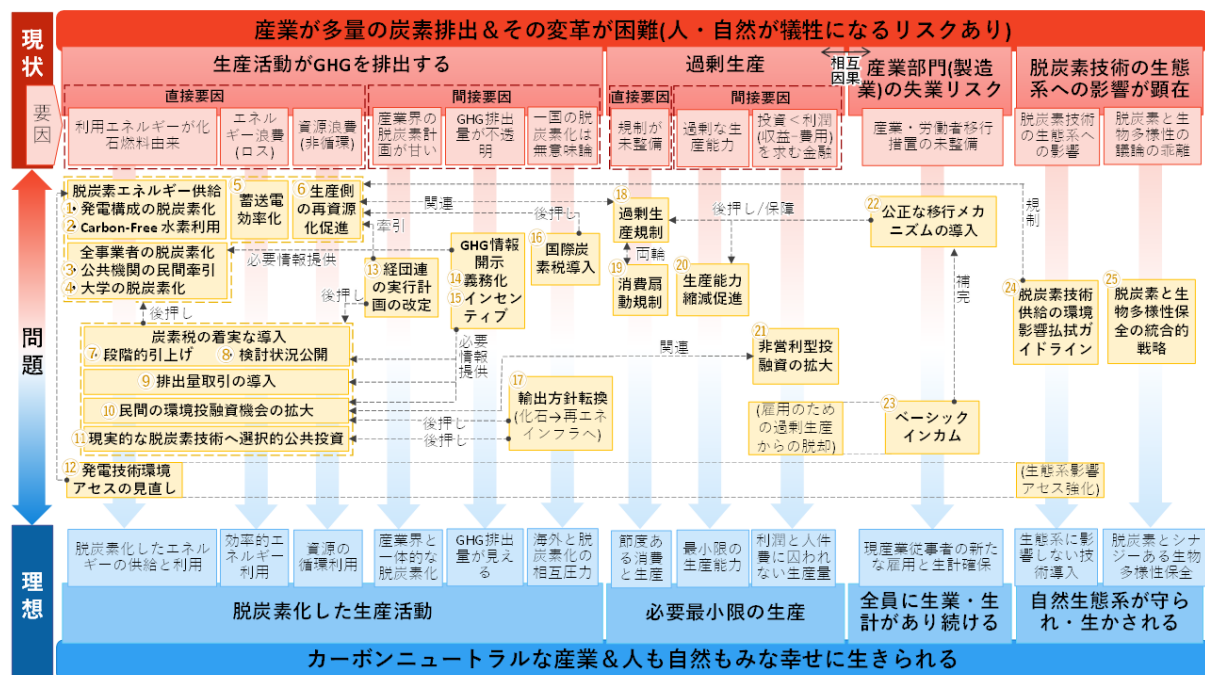 現状
産業が多量の炭素排出＆その変革が困難(人・自然が犠牲になるリスクあり)
生産活動がGHGを排出する
過剰生産
相互
因果
産業部門(製造
業)の失業リスク
脱炭素技術の生態
系への影響が顕在
要因
直接要因
間接要因
直接要因
間接要因
利用エネルギーが化
石燃料由来
エネル
ギー浪費
(ロス)
資源浪費
(非循環)
産業界の
脱炭素計
画が甘い
GHG排出
量が不透
明
一国の脱
炭素化は
無意味論
規制が
未整備
過剰な生
産能力
投資＜利潤
(収益−費用)
を求む金融
産業・労働者移行
措置の未整備
脱炭素技術
の生態系へ
の影響
脱炭素と生
物多様性の
議論の乖離
問題
脱炭素エネルギー供給
1・発電構成の脱炭素化
2・Carbon-Free 水素利用
5 蓄送電
効率化
6 生産側
の再資源
化促進
全事業者の脱炭素化
3・公共機関の民間牽引
4・大学の脱炭素化
関連
牽引
後押し
必要情報提供
13 経団連
の実行計
画の改定
GHG情報
開示
14 義務化
15 インセン
ティブ
16 国際炭
素税導入
18 過剰生
産規制
両輪
19 消費扇
動規制
後押し/保障
20 生産能力
縮減促進
22 公正な移行メカ
ニズムの導入
規制
補完
24 脱炭素技術
供給の環境
影響払拭ガ
イドライン
25 脱炭素と生
物多様性保
全の統合的
戦略
後押し
後押し
炭素税の着実な導入
7・段階的引上げ 8・検討状況公開
9 排出量取引の導入
10 民間の環境投融資機会の拡大
11 現実的な脱炭素技術へ選択的公共投資
必要
情報
提供
関連
21 非営利型投
融資の拡大
17 輸出方針転換
(化石→再エネ
インフラへ)
後押し
後押し
(雇用のため
の過剰生産
からの脱却)
23 ベーシック
インカム
12 発電技術環境
アセスの見直し
(生態系影響
アセス強化)
理想
脱炭素化したエネル
ギーの供給と利用
効率的エ
ネルギー
利用
資源の
循環利用
産業界と
一体的な
脱炭素化
GHG排出
量が見え
る
海外と脱
炭素化の
相互圧力
節度あ
る消費
と生産
最小限の
生産能力
利潤と人件
費に囚われ
ない生産量
現産業従事者の新た
な雇用と生計確保
生態系に影
響しない技
術導入
脱炭素とシナ
ジーある生物
多様性保全
脱炭素化した生産活動
必要最小限の生産
全員に生業・生
計があり続ける
自然生態系が守ら
れ・生かされる
カーボンニュートラルな産業＆人も自然もみな幸せに生きられる